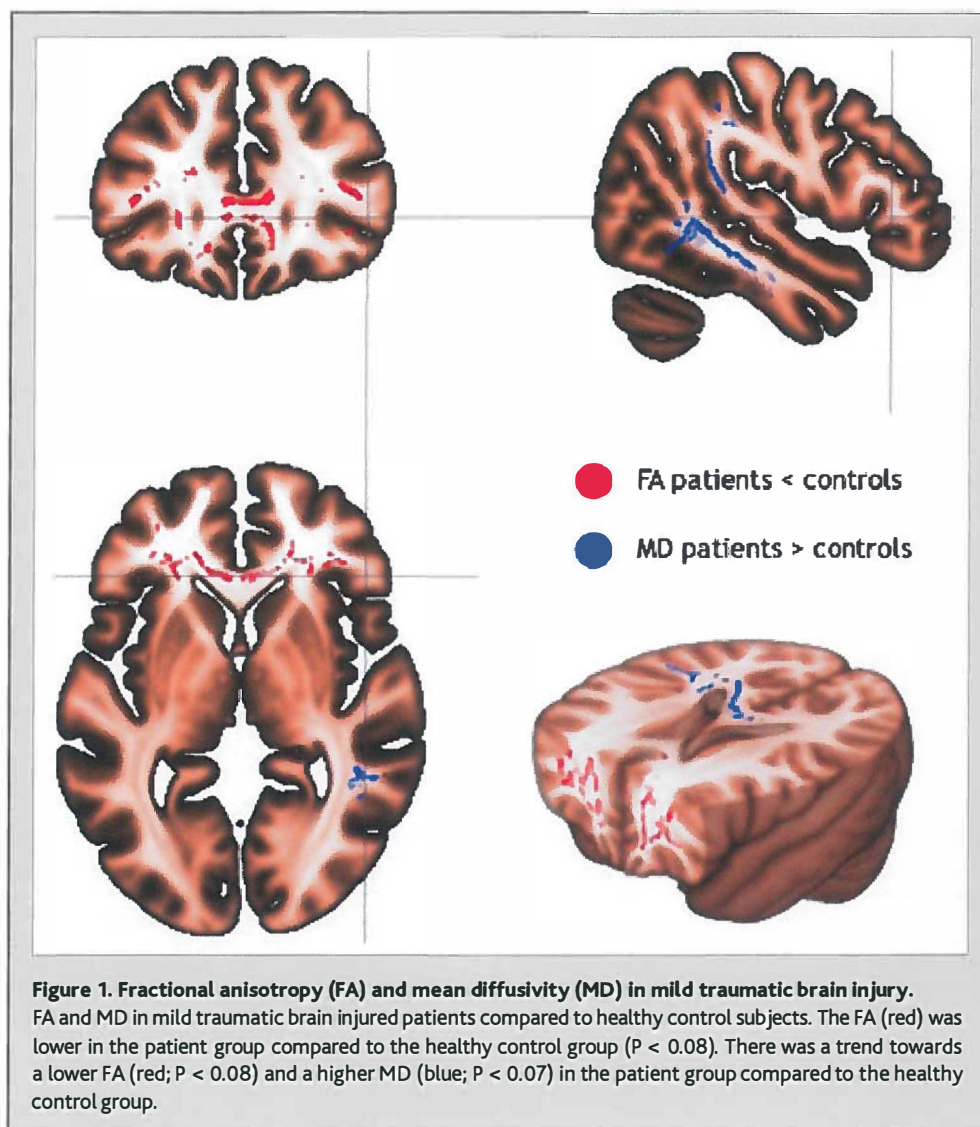 FA patients < controls
MD patients > controls
Figure 1. Fractional anisotropy (FA) and mean diffusivity (MD) in mild traumatic brain injury.
FA and MD in mild traumatic brain injured patients compared to healthy control subjects. The FA (red) was
lower in the patient group compared to the healthy control group (P < 0.08). There was a trend towards
a lower FA (red; P < 0.08) and a higher MD (blue; P < 0.07) in the patient group compared to the healthy
control group.